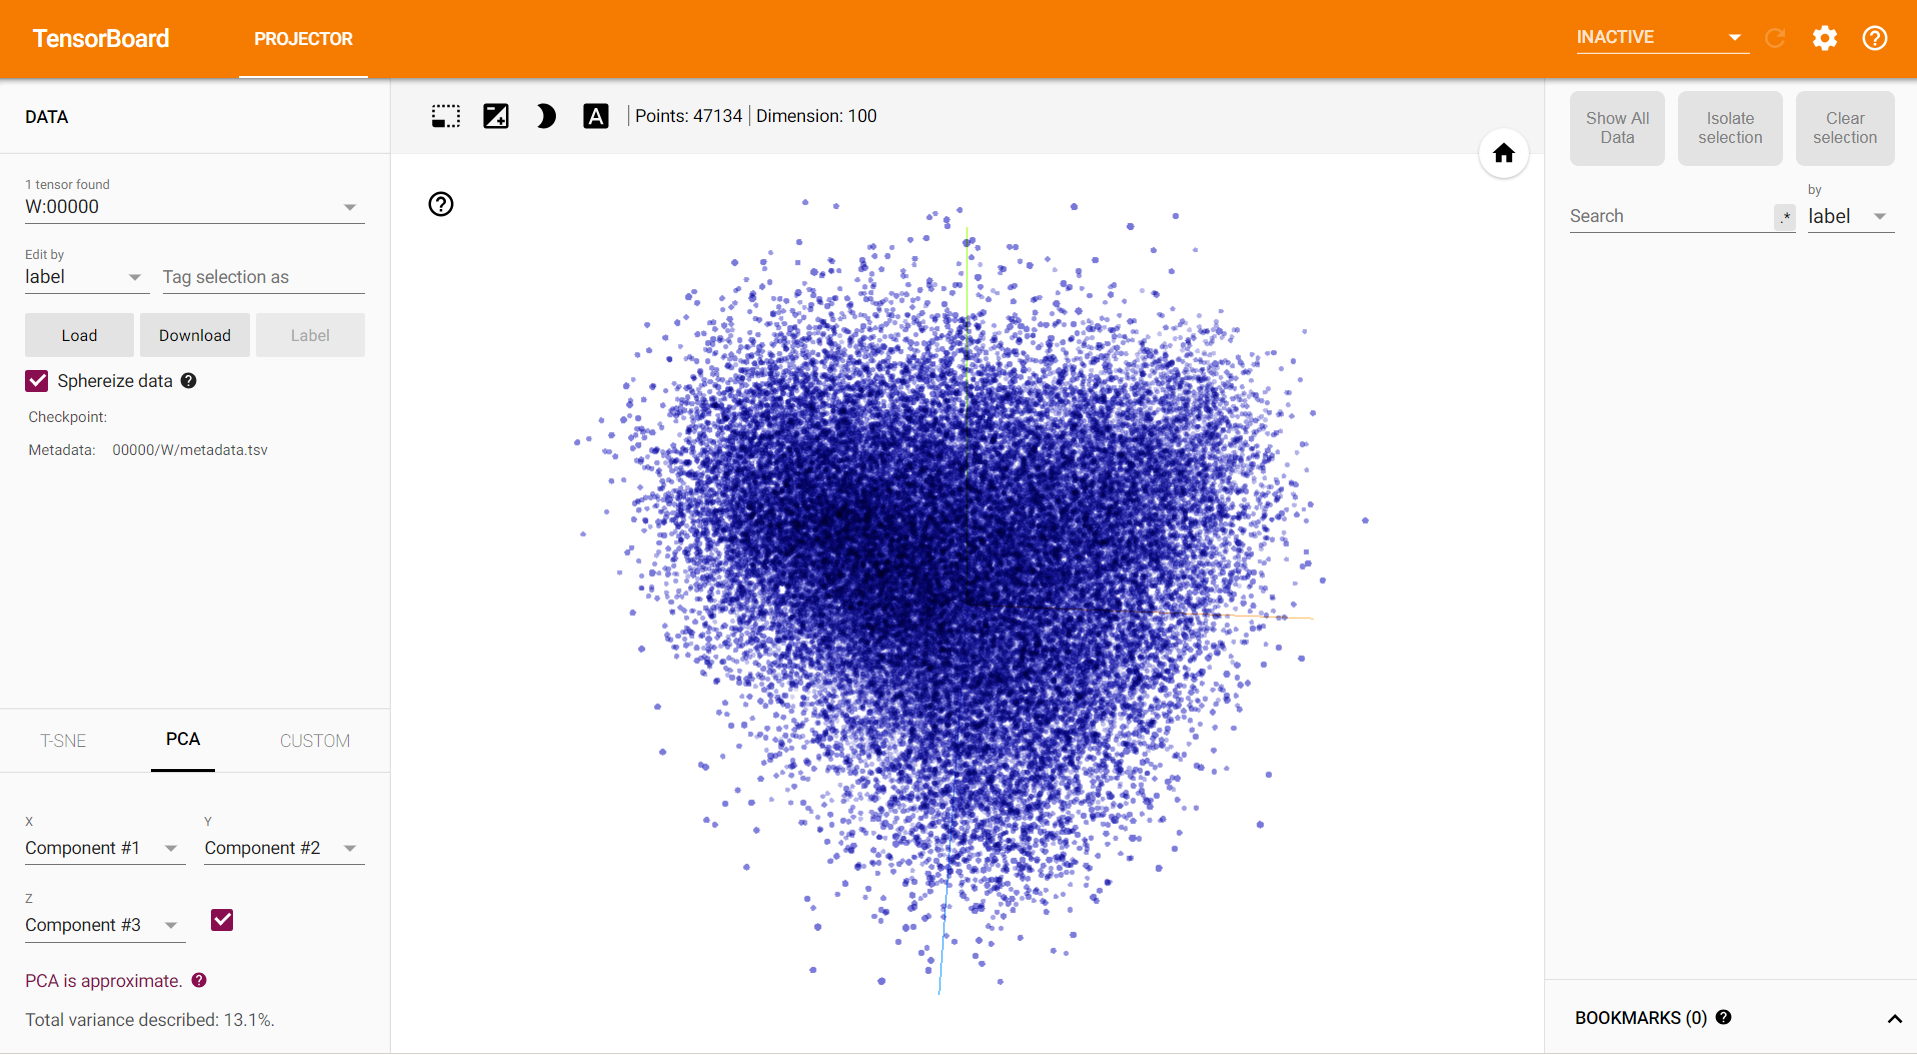 TensorBoard
PROJECTOR
INACTIVE
DATA
Points: 47134
Dimension: 100
Show All
Data
Isolate
selection
Clear
selection
1 tensor found
W:00000
by
Search
.*
label
Edit by
label
Tag selection as
Load
Download
Label
Sphereize data
Checkpoint:
Metadata: 00000/W/metadata.tsv
T-SNE
PCA
CUSTOM
X
Y
Component #1
Component #2
Z
Component #3
PCA is approximate.
Total variance described: 13.1%.
BOOKMARKS (0)